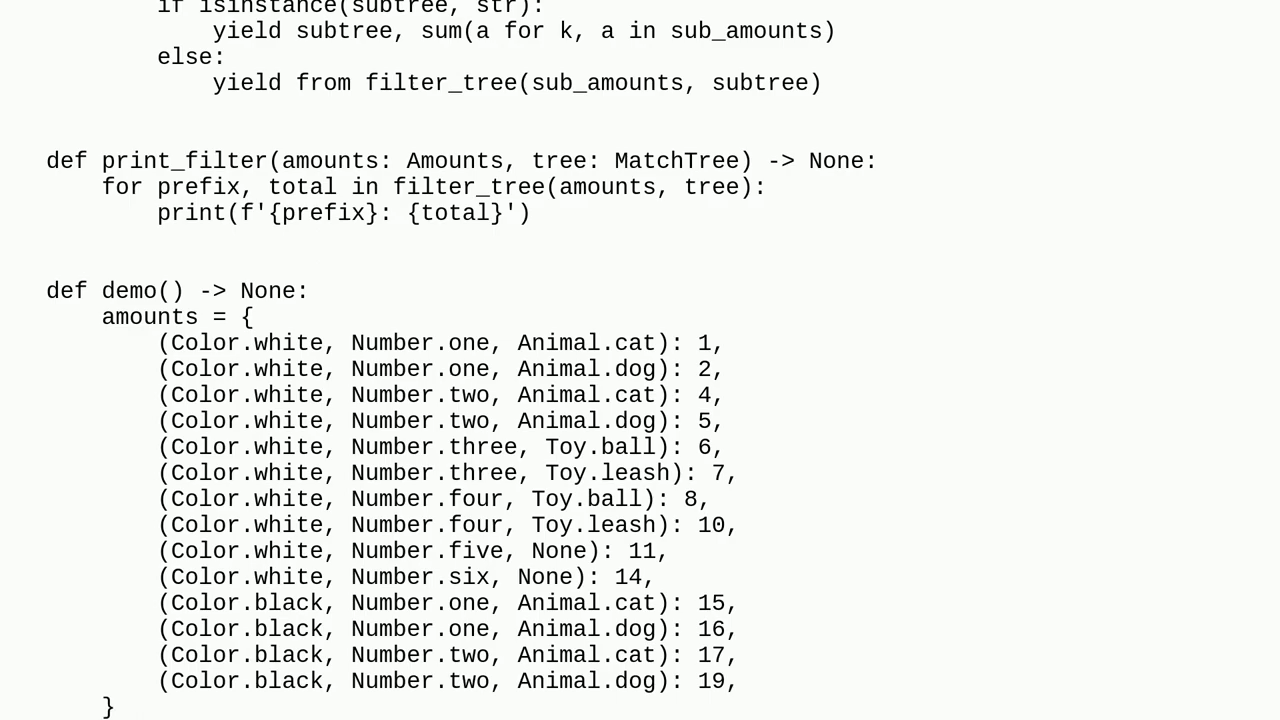 if isinstance(subtree, str):
yield subtree, sum(a for k, a in sub_amounts)
else:
yield from filter_tree(sub_amounts, subtree)
def print_filter(amounts: Amounts, tree: MatchTree) -> None:
for prefix, total in filter_tree(amounts, tree):
print(f'{prefix}: {total}')
def demo() -> None:
amounts = {
(Color.white, Number.one, Animal.cat): 1,
(Color.white, Number.one, Animal.dog): 2,
(Color.white, Number.two, Animal.cat): 4,
(Color.white, Number.two, Animal.dog): 5,
(Color.white, Number.three, Toy.ball): 6,
(Color.white, Number.three, Toy.leash): 7,
(Color.white, Number.four, Toy.ball): 8,
(Color.white, Number.four, Toy.leash): 10,
(Color.white, Number.five, None): 11,
(Color.white, Number.six, None): 14,
(Color.black, Number.one, Animal.cat): 15,
(Color.black, Number.one, Animal.dog): 16,
(Color.black, Number.two, Animal.cat): 17,
(Color.black, Number.two, Animal.dog): 19,
}